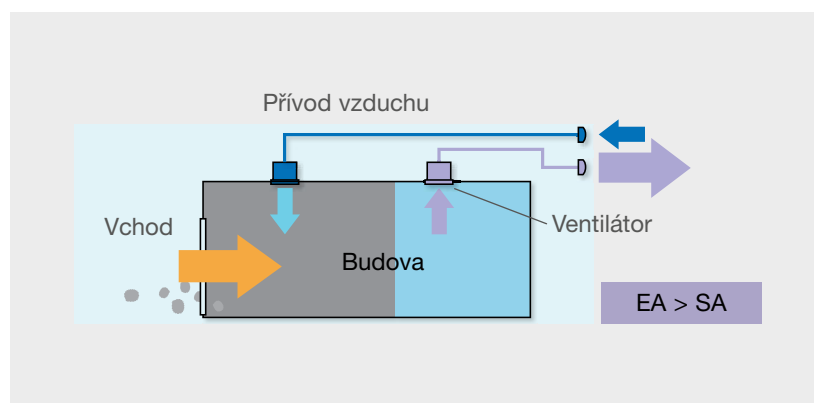 Přívod vzduchu
Vchod
Ventilátor
Budova
EA > SA